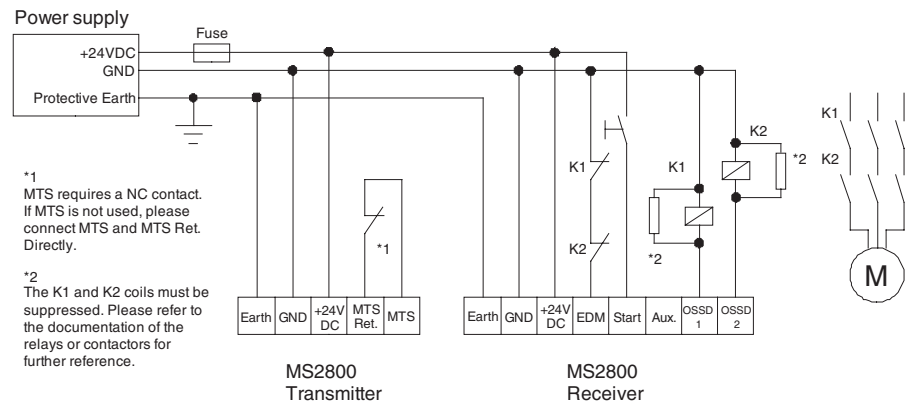 Power supply
Fuse
+24VDC
GND
Protective Earth
K1
K2
K2
*2
K1
K1
K2
*2
*1
MTS requires a NC contact.
If MTS is not used, please
connect MTS and MTS Ret.
Directly.
*1
*2
The K1 and K2 coils must be
suppressed. Please refer to
the documentation of the
relays or contactors for
further reference.
M
Earth
GND
+24V
DC
MTS
Ret.
MTS
Earth
GND
+24V
DC
EDM
Start
Aux.
OSSD
1
OSSD
2
MS2800
Transmitter
MS2800
Receiver